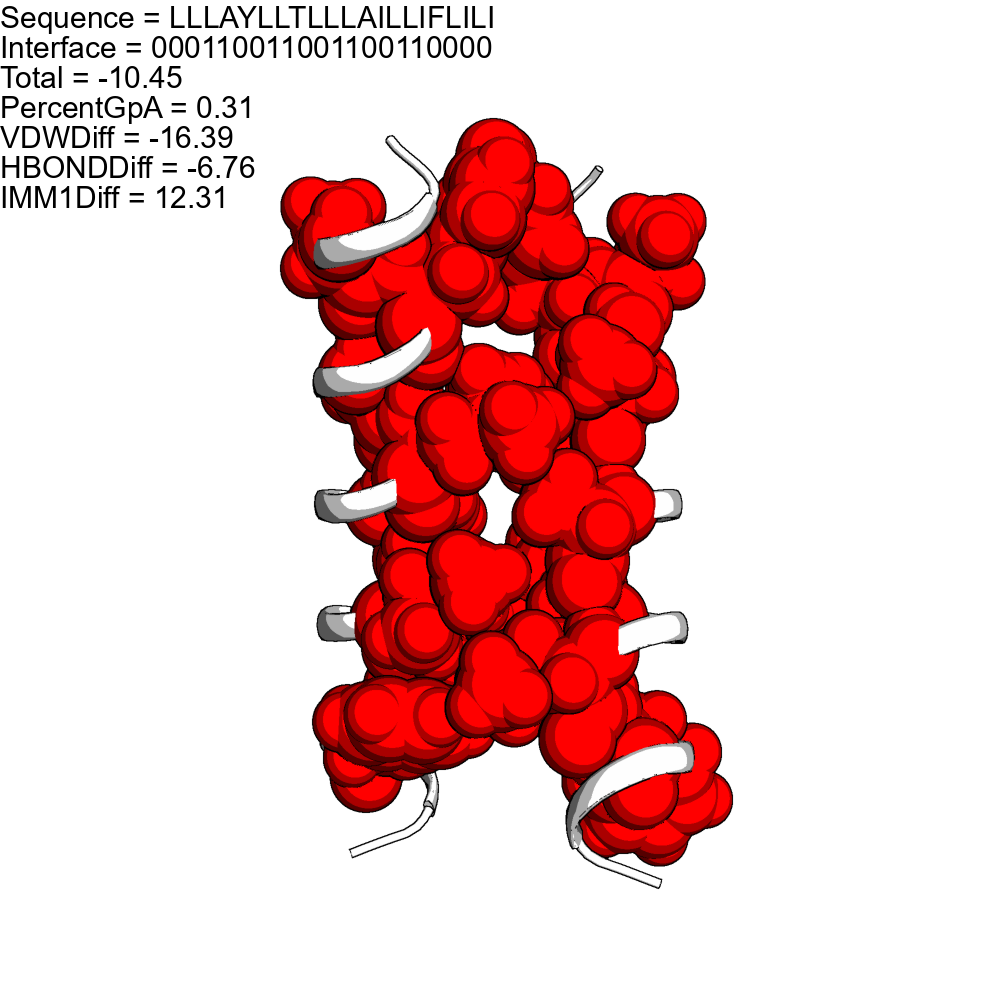 Sequence = LLLAYLLTLLLAILLIFLILI
Interface = 000110011001100110000
Total = -10.45
PercentGpA = 0.31
VDWDiff = -16.39
HBONDDiff = -6.76
IMM1Diff = 12.31